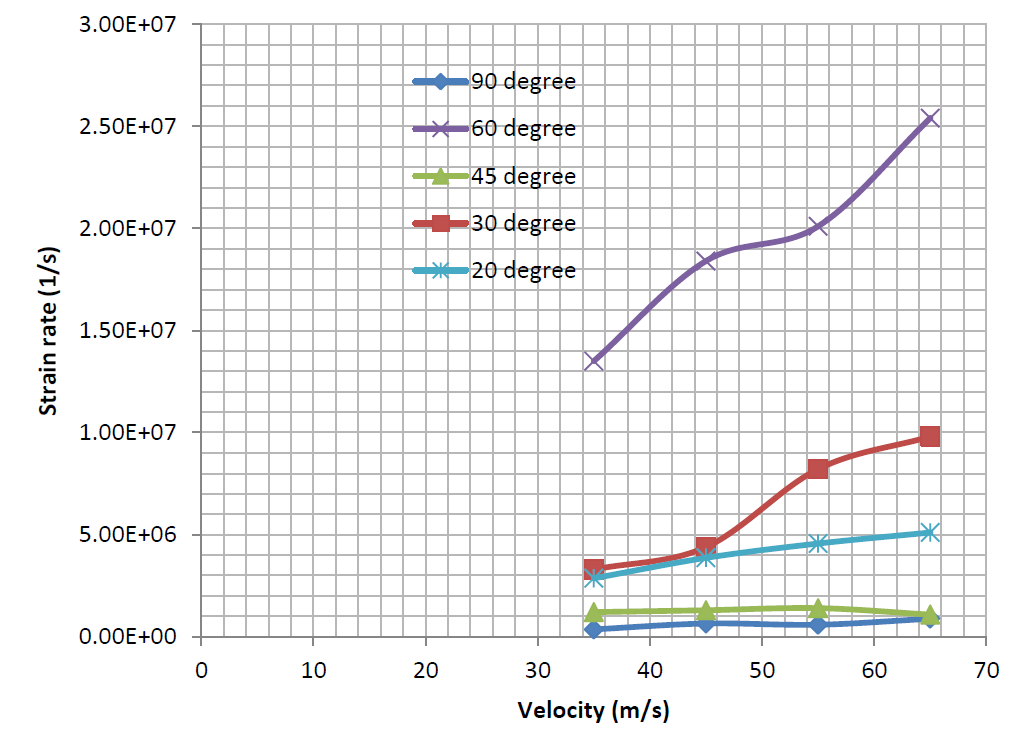 3.00E+07
2.50E+07
2.00E+07
1.50E+07
1.00E+07
5.00E+06
0.00E+00
Strain rate (1/s)
90 degree
60 degree
45 degree
30 degree
20 degree
0 10 20 30 40 50 60 70
Velocity (m/s)